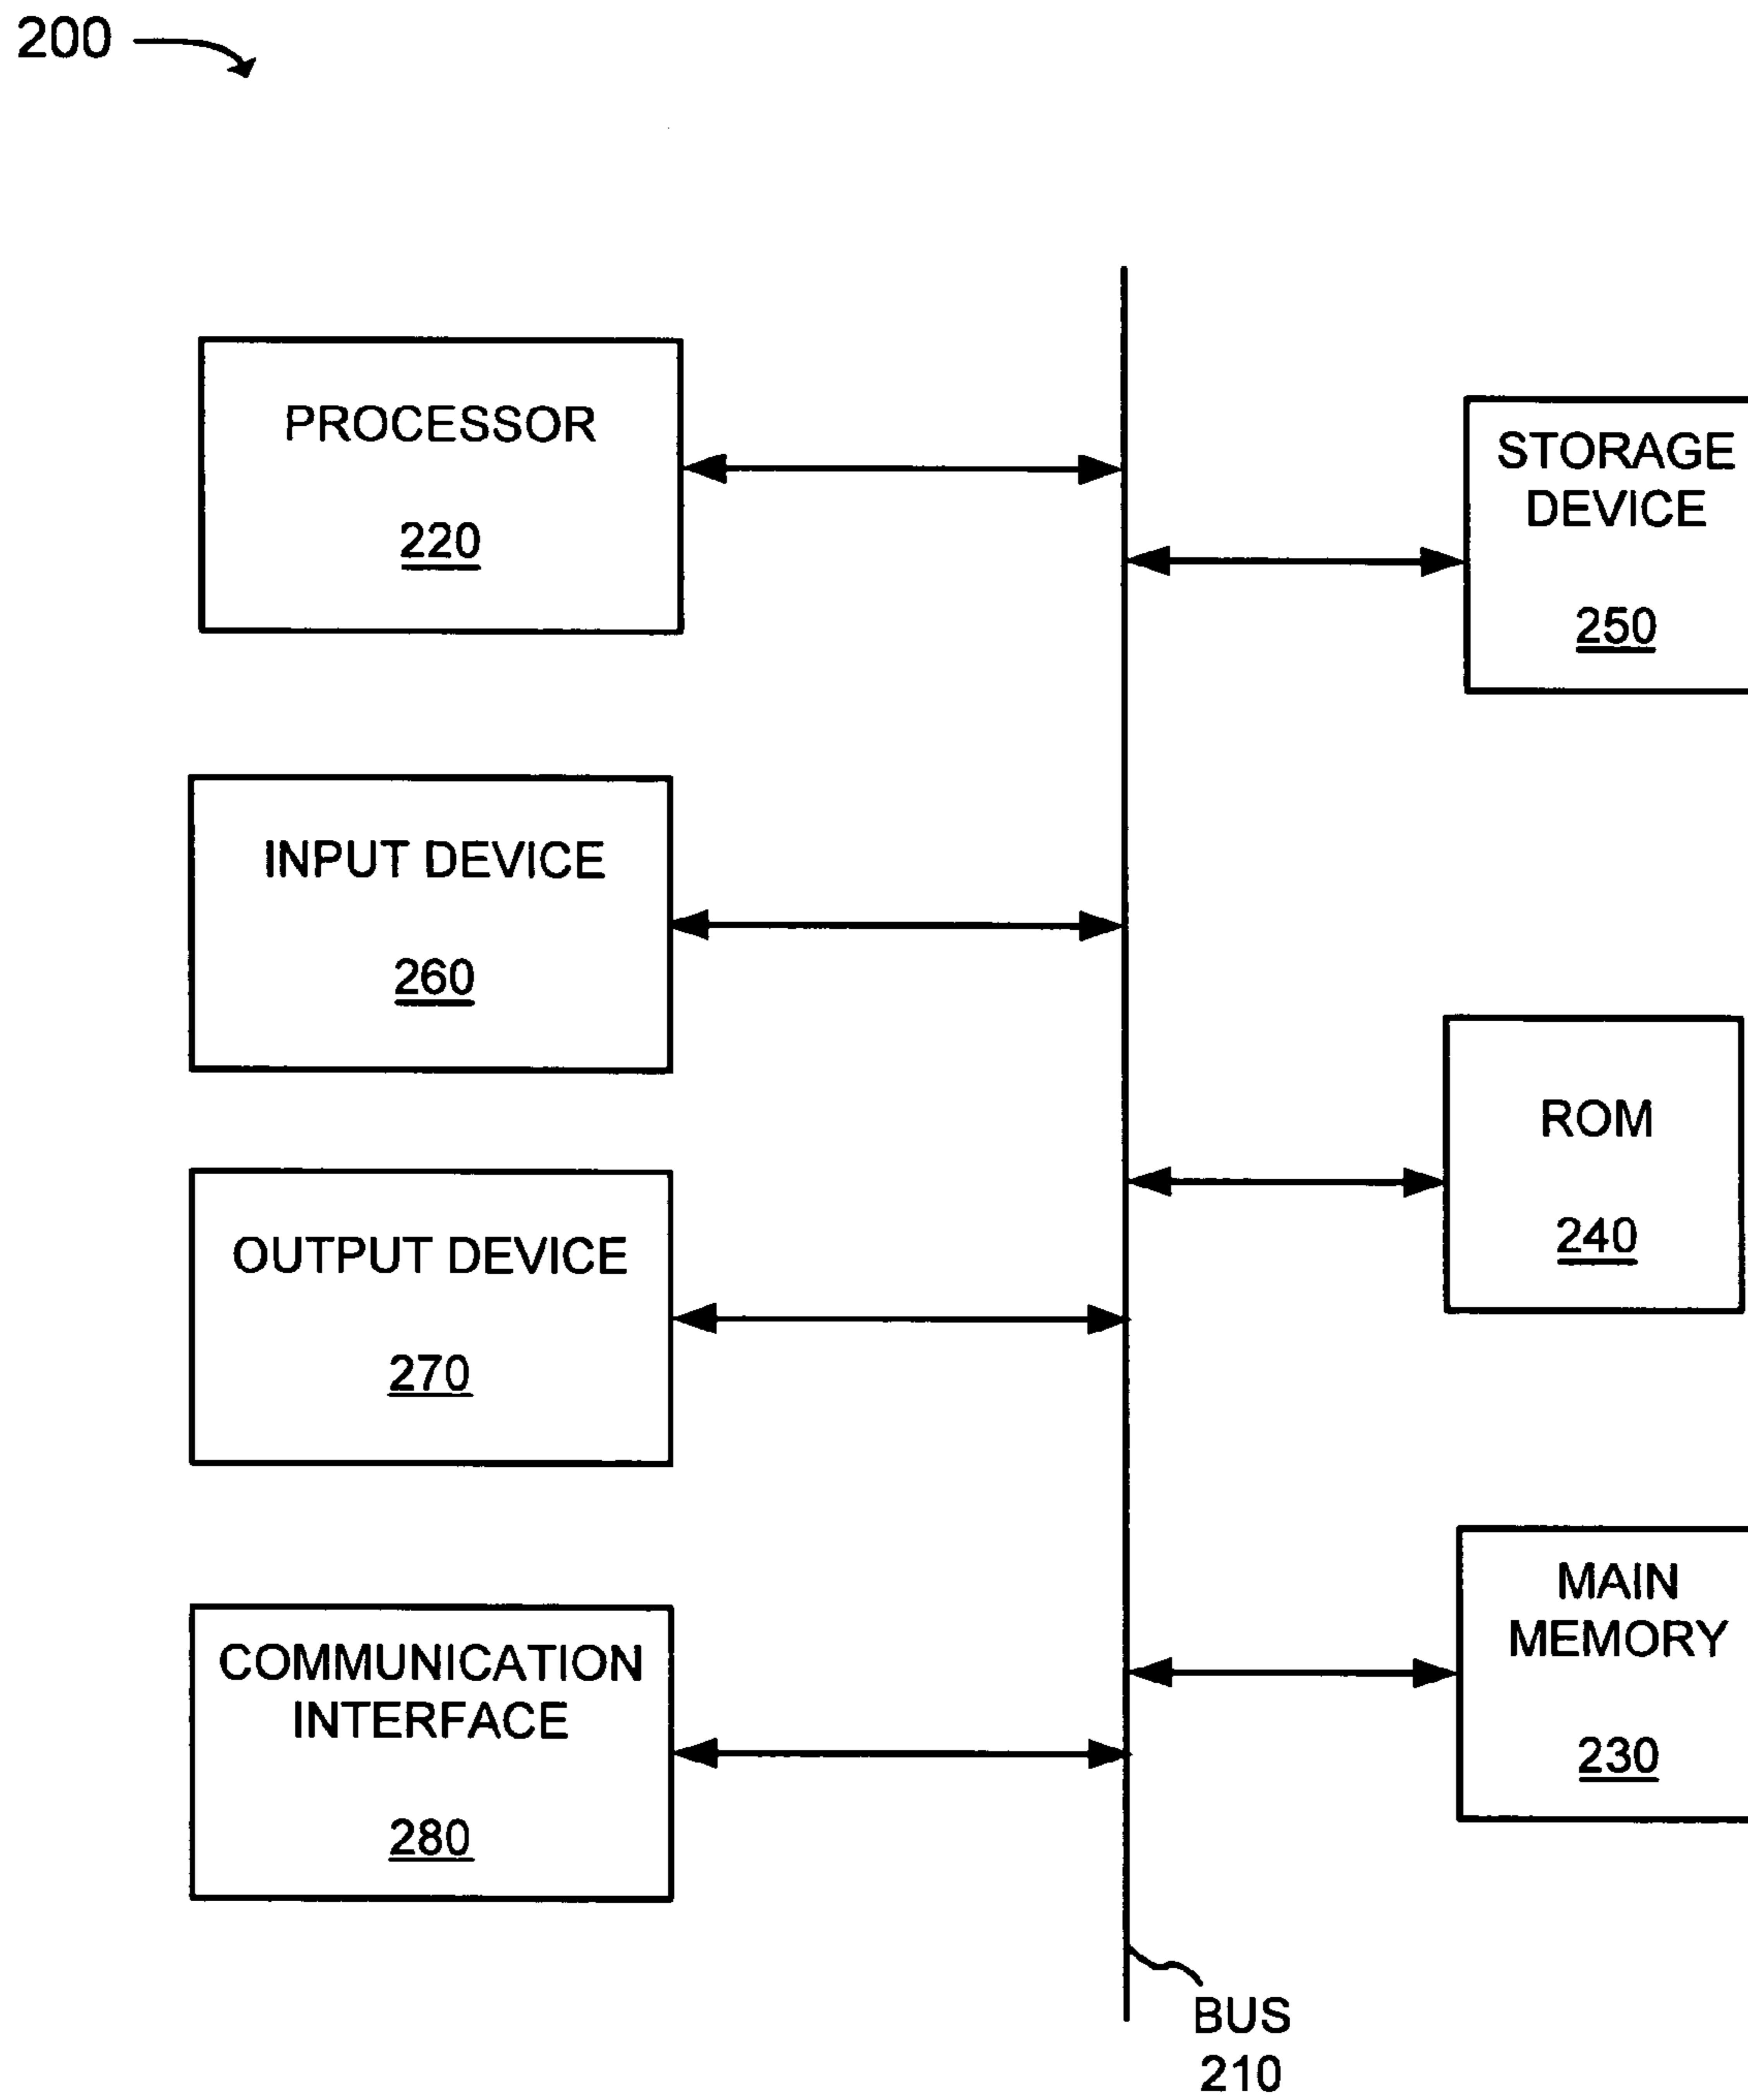 200
PROCESSOR
220
STORAGE
DEVICE
250
INPUT DEVICE
260
ROM
240
OUTPUT DEVICE
270
MAIN
MEMORY
230
COMMUNICATION
INTERFACE
280
BUS
210